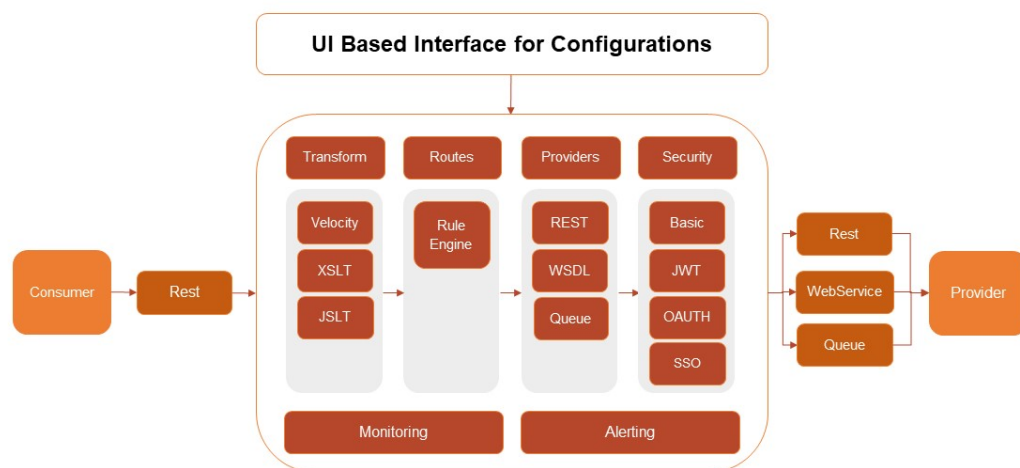 UI Based Interface for Configurations
Transform
Routes
Providers
Security
Velocity
XSLT
JSLT
Rule
Engine
REST
WSDL
Queue
Basic
JWT
OAUTH
SSO
Consumer
Rest
Rest
WebService
Queue
Provider
Monitoring
Alerting